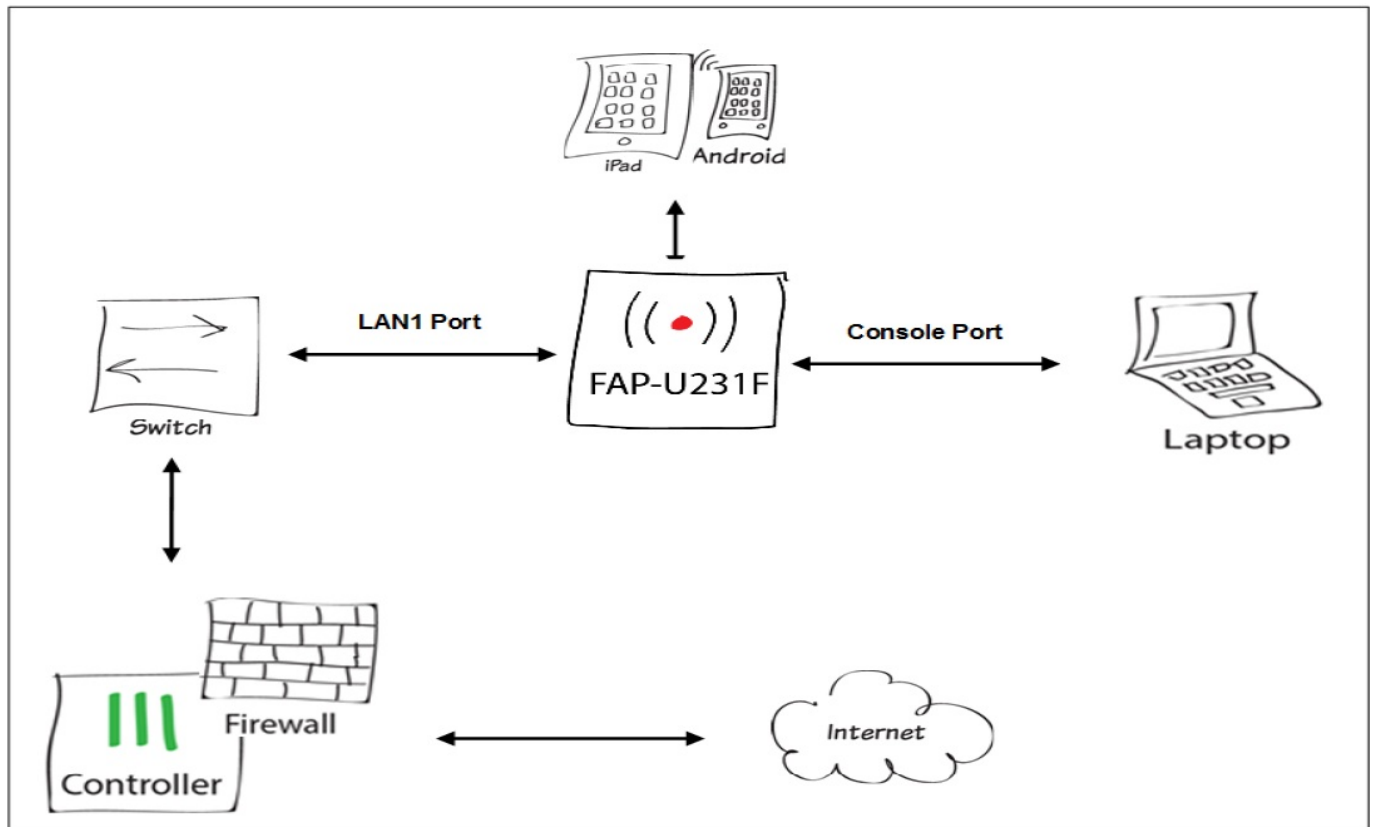 iPad
Android
LAN1 Port
Console Port
FAP-U231F
Switch
Laptop
Firewall
Internet
Controller